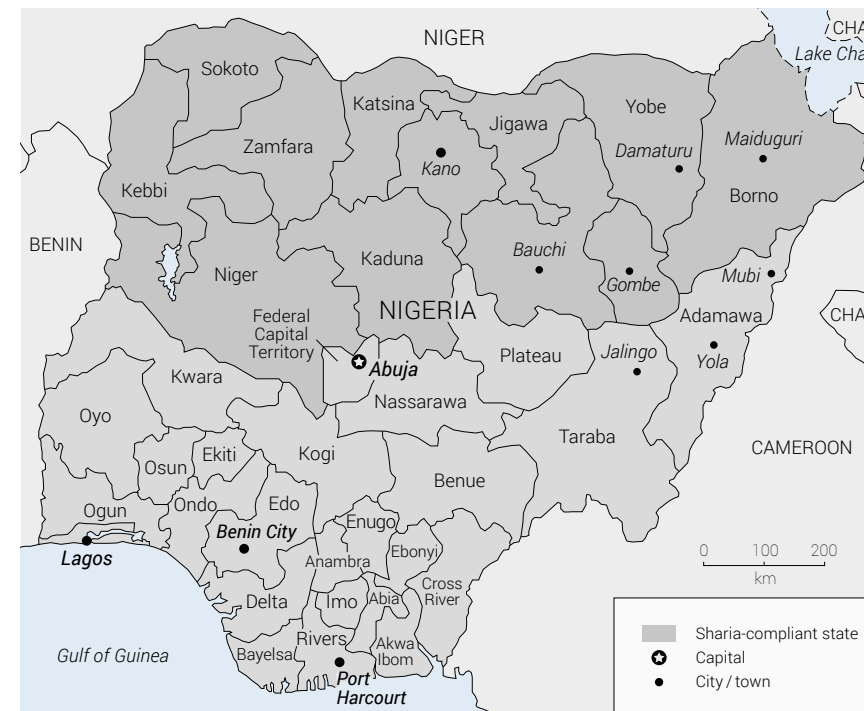 NIGER
CHA
Lake Cha
Sokoto
Katsina
Yobe
Jigawa
Zamfara
Kano
Damaturu
Maiduguri
Kebbi
Borno
BENIN
Bauchi
Kaduna
Niger
Gombe
Mubi
NIGERIA
Federal
Capital
Territory
Adamawa
CHA
Plateau
Jalingo
Yola
Abuja
Kwara
Nassarawa
Oyo
Taraba
Kogi
CAMEROON
Osun
Ekiti
Benue
Ogun
Ondo
Edo
Enugo
Benin City
Lagos
Anambra
Ebonyi
0 100 200
km
Cross
River
Delta
Imo
Abia
Rivers
Akwa
Ibom
Bayelsa
Gulf of Guinea
Port
Harcourt
Sharia-compliant state
Capital
City / town